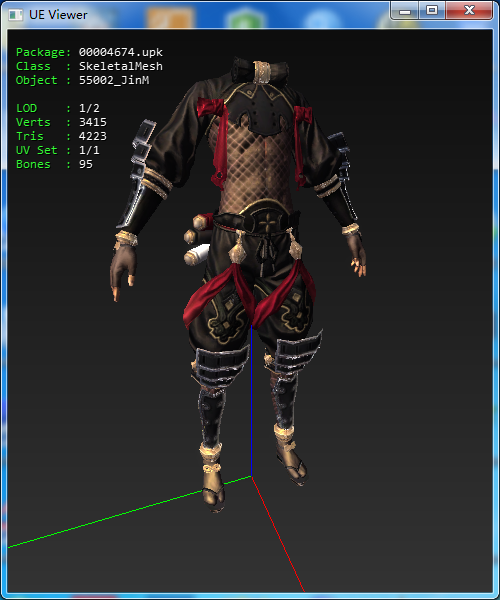 UE Viewer
Package: 00004674.upk
Class : SkeletalMesh
Object : 55002_JinM
LOD : 1/2
Verts : 3415
Tris : 4223
UV Set : 1/1
Bones : 95